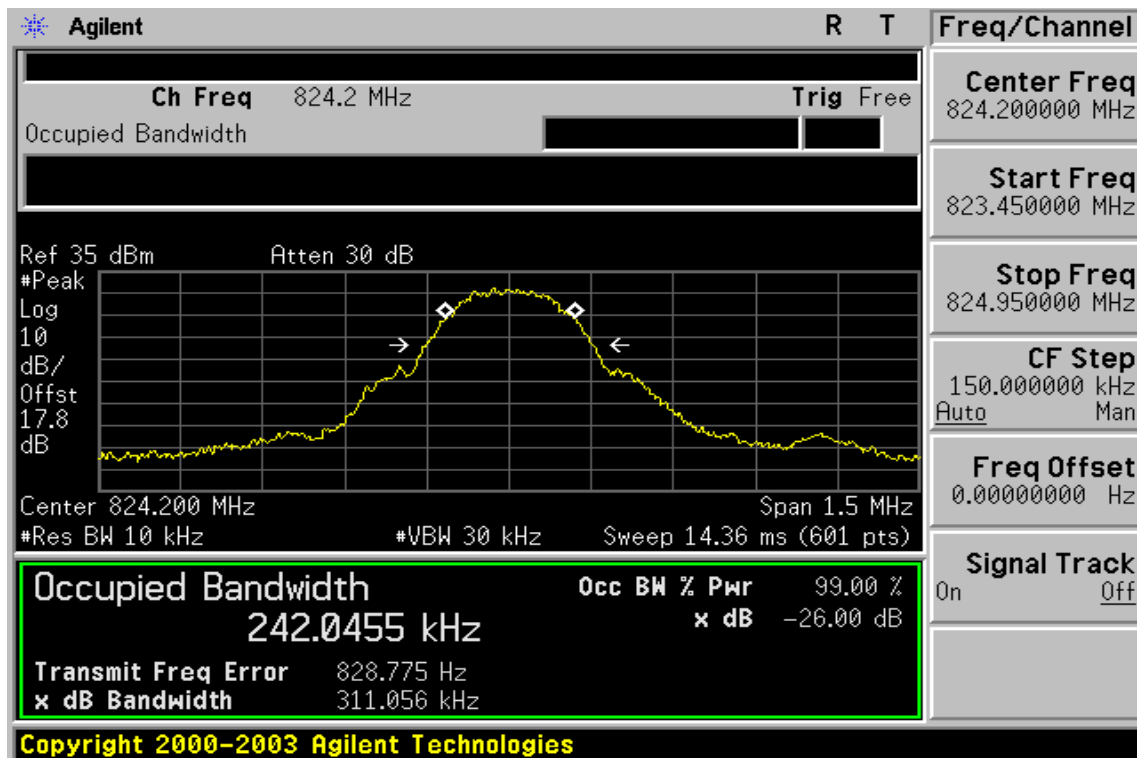 Agilent R T
Ch Freq 824.2 MHz Trig Free
Occupied Bandwidth
Ref 35 dBm Atten 30 dB
#Peak
Log
10
dB/
Offst
17.8
dB
Center 824.200 MHz Span 1.5 MHz
#Res BW 10 kHz #VBW 30 kHz Sweep 14.36 ms (601 pts)
Occupied Bandwidth
242.0455 kHz
Occ BW % Pwr 99.00 %
x dB -26.00 dB
Transmit Freq Error 828.775 Hz
x dB Bandwidth 311.056 kHz
Copyright 2000-2003 Agilent Technologies
Freq/Channel
Center Freq
824.200000 MHz
Start Freq
823.450000 MHz
Stop Freq
824.950000 MHz
CF Step
150.000000 kHz
Auto Man
Freq Offset
0.00000000 Hz
Signal Track
On Off